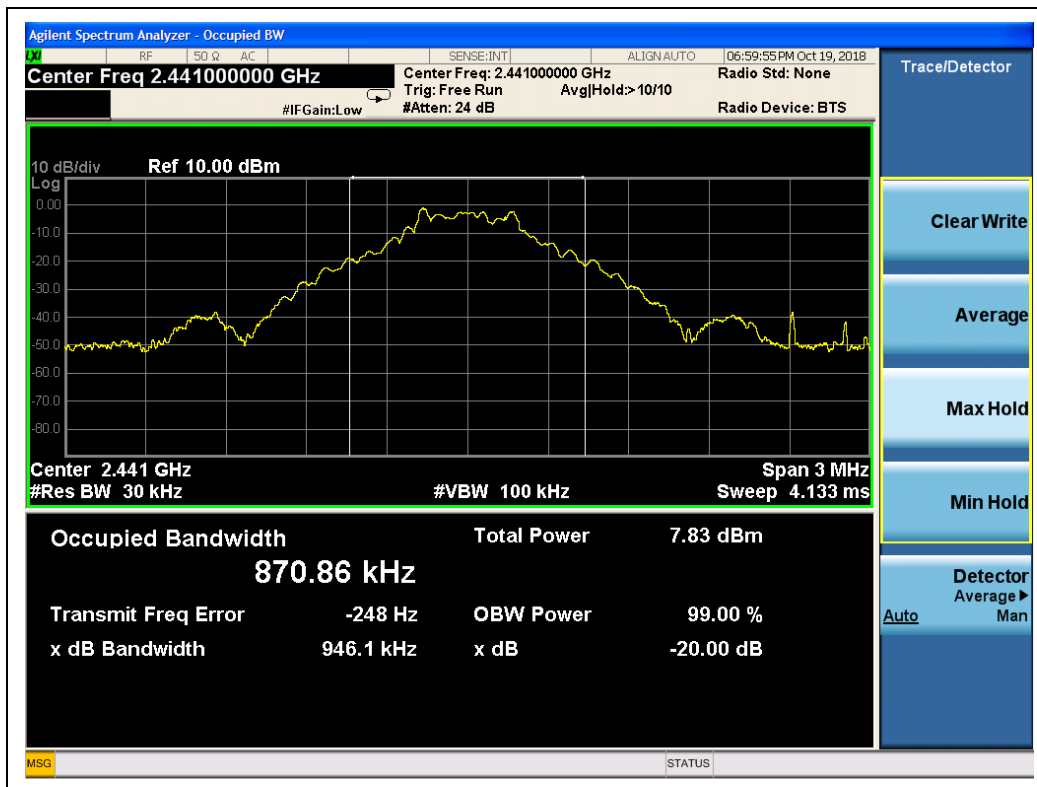 Agilent Spectrum Analyzer - Occupied BW
LXI RF 50 Ω AC SENSE:INT ALIGN AUTO 06:59:55 PM Oct 19, 2018
Center Freq 2.441000000 GHz
Center Freq: 2.441000000 GHz
Radio Std: None
Trig: Free Run Avg|Hold:> 10/10
#IFGain:Low
#Atten: 24 dB
Radio Device: BTS
10 dB/div Ref 10.00 dBm
Log
0.00
-10.0
-20.0
-30.0
-40.0
-50.0
-60.0
-70.0
-80.0
Center 2.441 GHz Span 3 MHz
#Res BW 30 kHz #VBW 100 kHz Sweep 4.133 ms
Occupied Bandwidth Total Power 7.83 dBm
870.86 kHz
Transmit Freq Error -248 Hz OBW Power 99.00 %
x dB Bandwidth 946.1 kHz x dB -20.00 dB
Trace/Detector
Clear Write
Average
Max Hold
Min Hold
Detector
Average▶
Auto Man
MSG STATUS